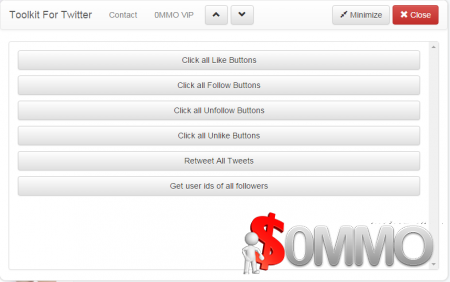 Toolkit For Twitter Contact 0MMO VIP Minimize Close
Click all Like Buttons
Click all Follow Buttons
Click all Unfollow Buttons
Click all Unlike Buttons
Retweet All Tweets
Get user ids of all followers
$0MMO